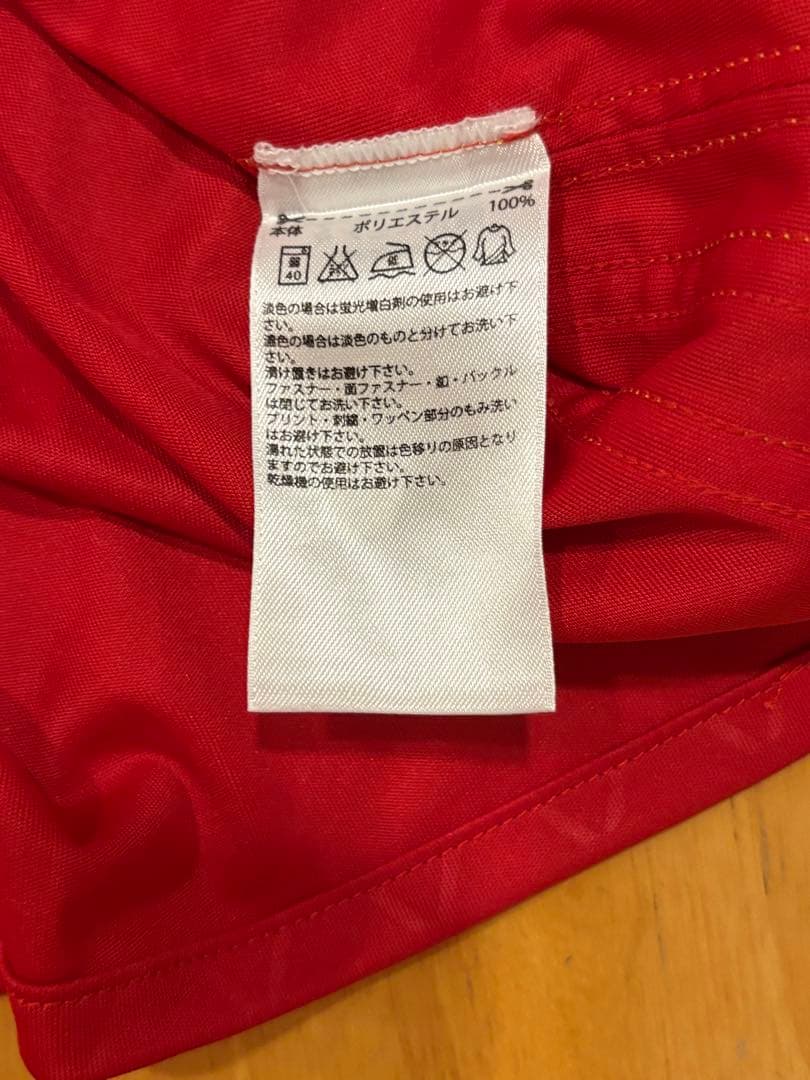 本体 ポリエステル 100%
40
淡色の場合は蛍光増白剤の使用はお避け下
さい。
濃色の場合は淡色のものと分けてお洗い下
さい。
漬け置きはお避け下さい。
ファスナー・面ファスナー・釦・バックル
は閉じてお洗い下さい。
プリント・刺繍・ワッペン部分のもみ洗い
はお避け下さい。
濡れた状態での放置は色移りの原因となり
ますのでお避け下さい。
乾燥機の使用はお避け下さい。